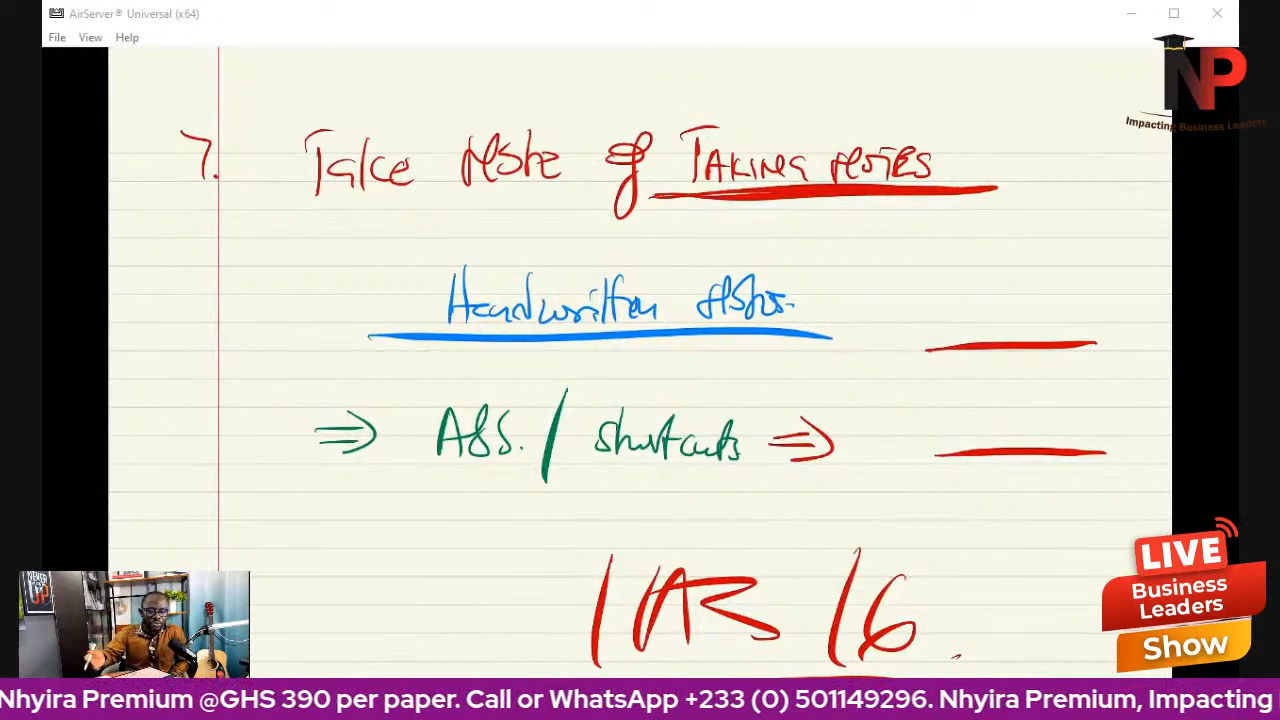 AirServer® Universal (x64)
File View Help
NP
Impacting Business Leaders
7. Take Note of TAKING NOTES
Handwritten Notes.
⇒ Abb. / Shortcuts ⇒
IAS 16
LIVE
Business
Leaders
Show
Nhyira Premium @GHS 390 per paper. Call or WhatsApp +233 (0) 501149296. Nhyira Premium, Impacting